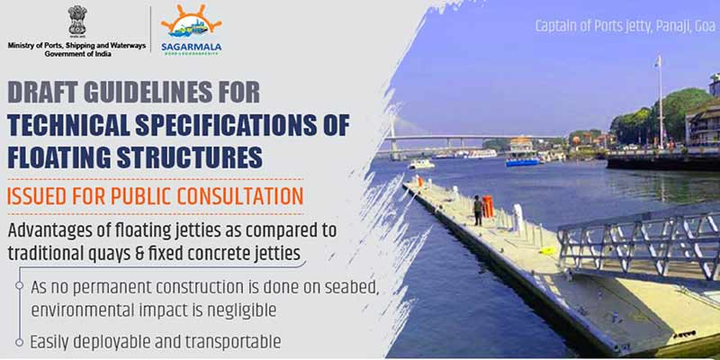 Captain of Ports Jetty, Panaji, Goa
Ministry of Ports, Shipping and Waterways
Government of India
SAGARMALA
DRAFT GUIDELINES FOR
TECHNICAL SPECIFICATIONS OF
FLOATING STRUCTURES
ISSUED FOR PUBLIC CONSULTATION
Advantages of floating jetties as compared to
traditional quays & fixed concrete jetties
As no permanent construction is done on seabed,
environmental impact is negligible
Easily deployable and transportable